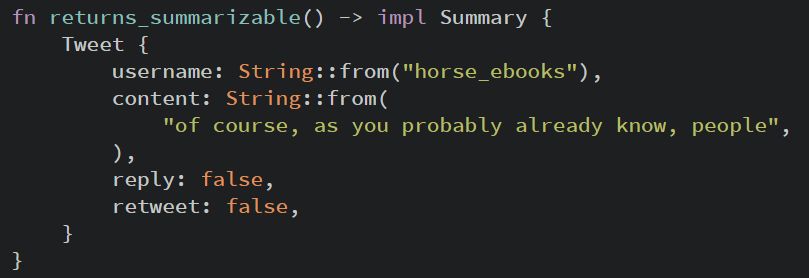 fn returns_summarizable() -> impl Summary {
    Tweet {
        username: String::from("horse_ebooks"),
        content: String::from(
            "of course, as you probably already know, people",
        ),
        reply: false,
        retweet: false,
    }
}